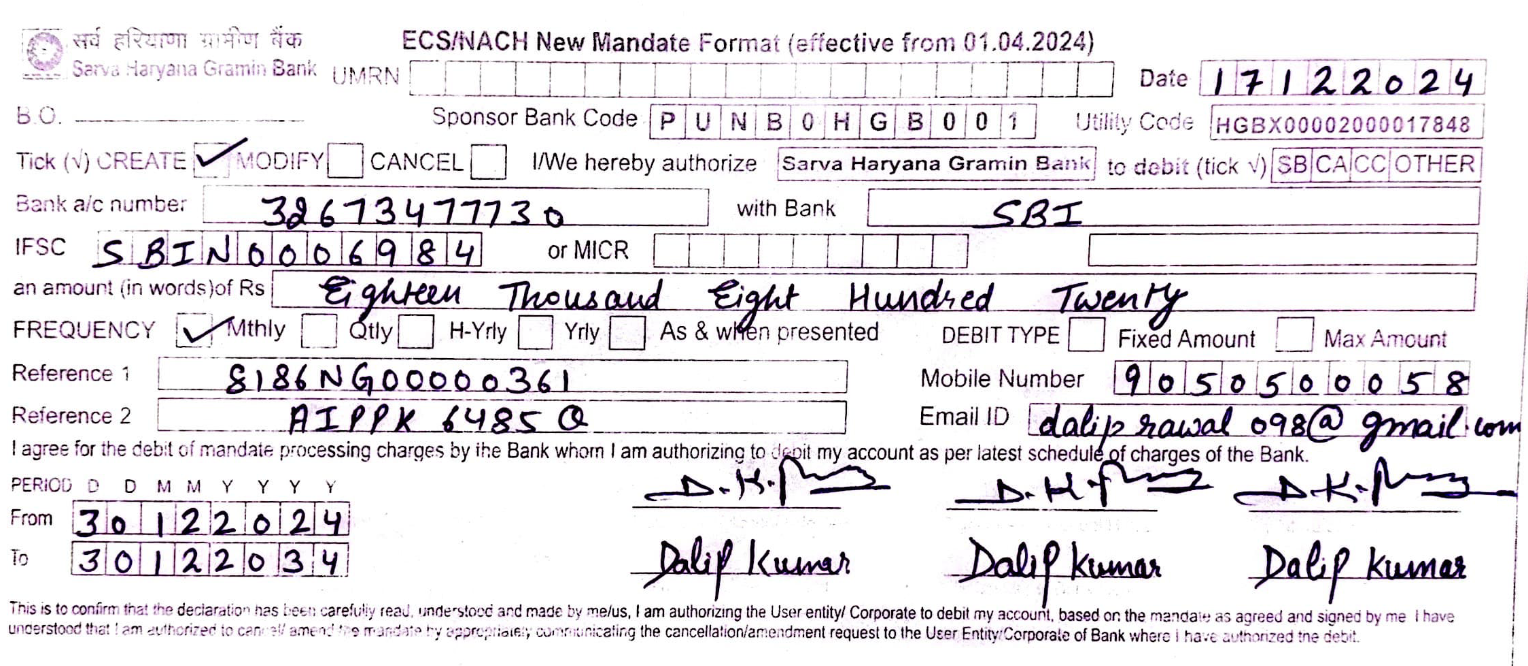 सर्व हरियाणा ग्रामीण बैंक
Sarva Haryana Gramin Bank
ECS/NACH New Mandate Format (effective from 01.04.2024)
UMRN Date 17122024
B.O. Sponsor Bank Code PUNB0HGB001 Utility Code HGBX00002000017848
Tick (√) CREATE ✓ MODIFY CANCEL I/We hereby authorize Sarva Haryana Gramin Bank to debit (tick √) SB CA CC OTHER
Bank a/c number 32673477730 with Bank SBI
IFSC SBIN0006984 or MICR
an amount (in words)of Rs Eighteen Thousand Eight Hundred Twenty
FREQUENCY ✓ Mthly Qtly H-Yrly Yrly As & when presented DEBIT TYPE Fixed Amount Max Amount
Reference 1 8186NG00000361 Mobile Number 9050500058
Reference 2 AIPPK 6485 Q Email ID daliprawal098@gmail.com
I agree for the debit of mandate processing charges by the Bank whom I am authorizing to debit my account as per latest schedule of charges of the Bank.
PERIOD D D M M Y Y Y Y
From 30122024
To 30122034
Dalip Kumar Dalip Kumar Dalip Kumar
This is to confirm that the declaration has been carefully read, understood and made by me/us, I am authorizing the User entity/ Corporate to debit my account, based on the mandate as agreed and signed by me I have
understood that I am authorized to cancel/ amend the mandate by appropriately communicating the cancellation/amendment request to the User Entity/Corporate of Bank where i have authorized the debit.